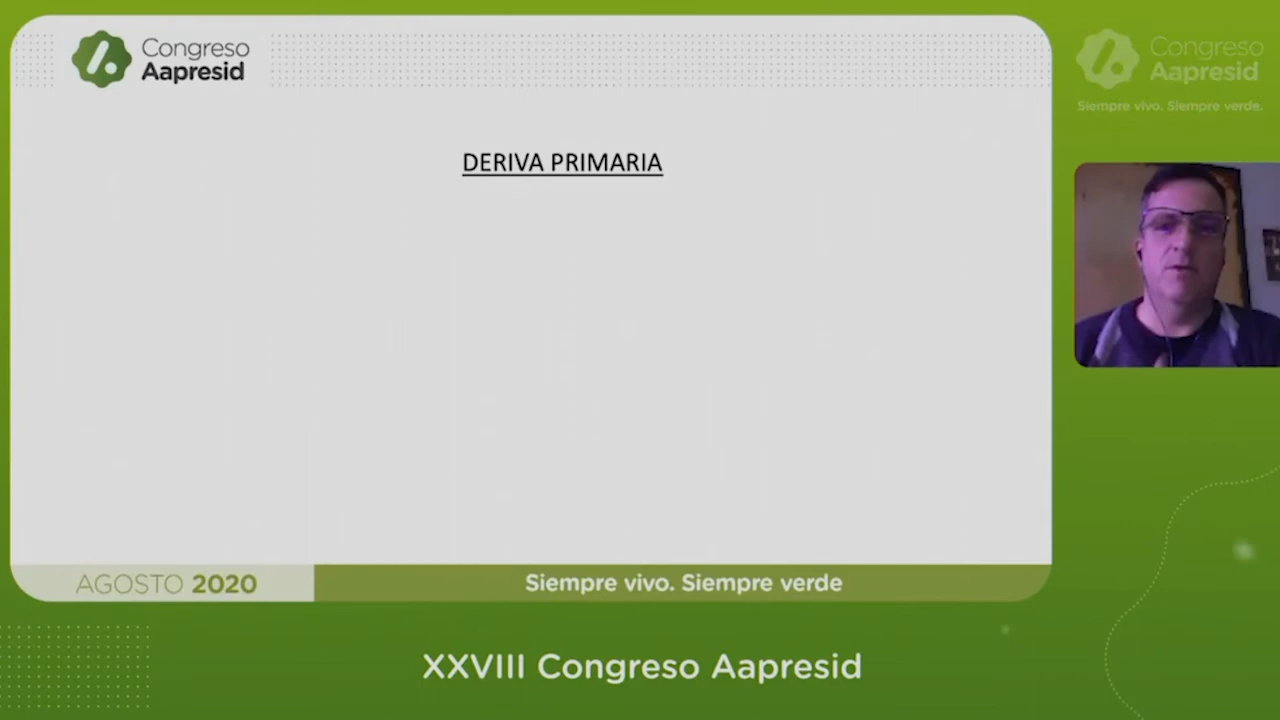 Congreso
Aapresid
Congreso
Aapresid
Siempre vivo. Siempre verde.
DERIVA PRIMARIA
AGOSTO 2020
Siempre vivo. Siempre verde
XXVIII Congreso Aapresid